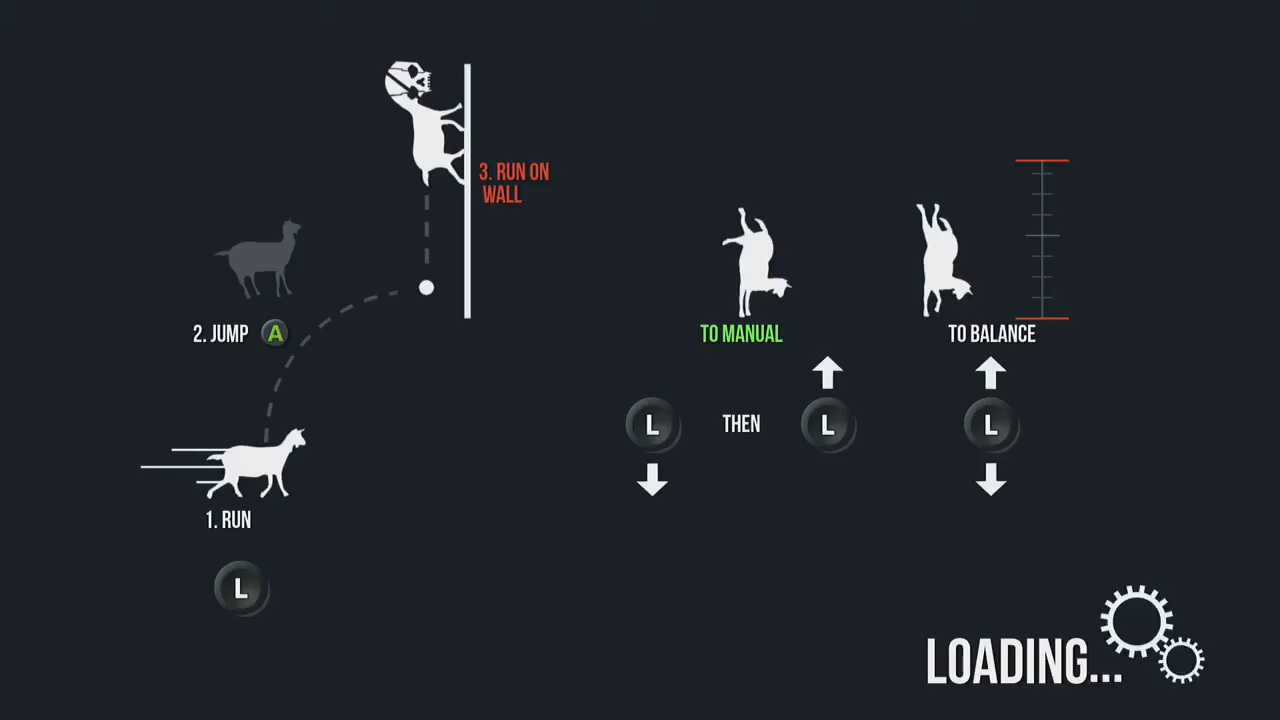 3. RUN ON
WALL
2. JUMP A
TO MANUAL
TO BALANCE
L THEN L
L
1. RUN
L
LOADING...